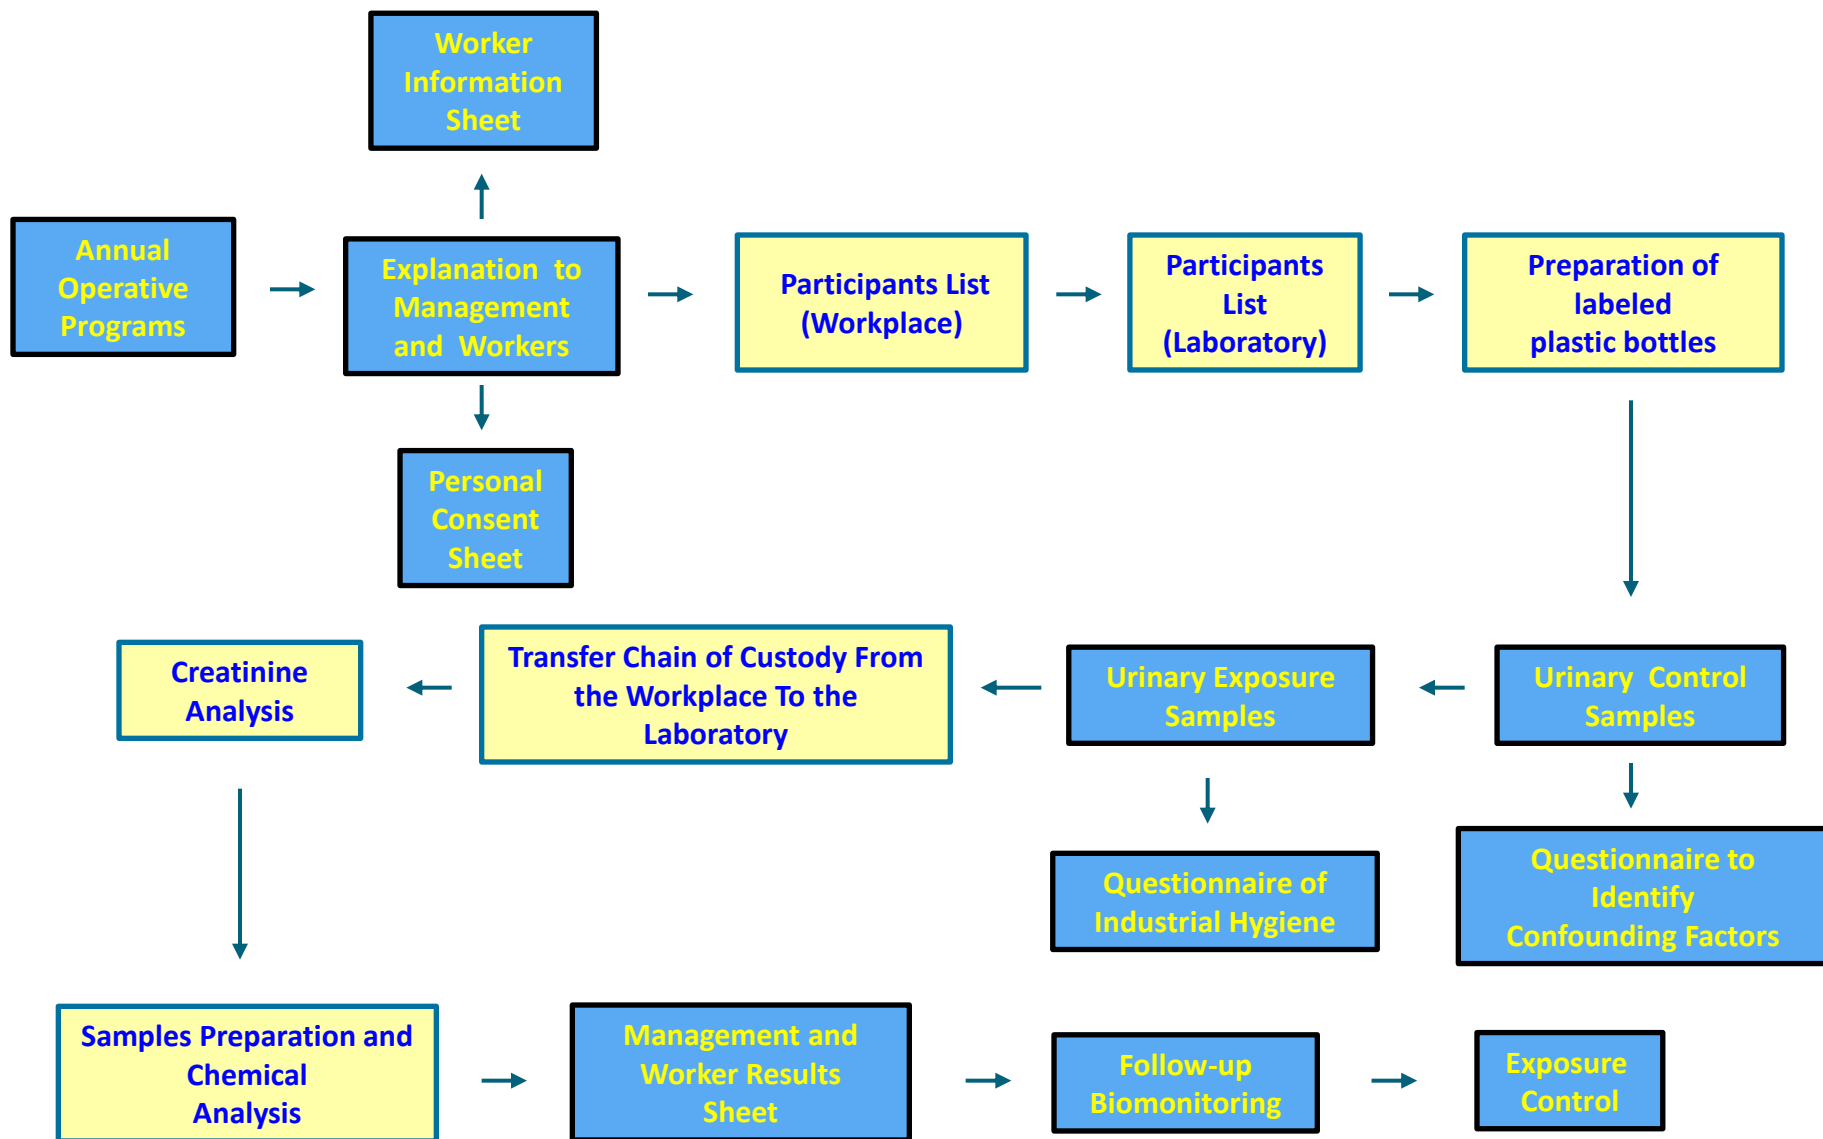 Worker
Information
Sheet
Annual
Operative
Programs
Explanation to
Management
and Workers
Participants List
(Workplace)
Participants
List
(Laboratory)
Preparation of
labeled
plastic bottles
Personal
Consent
Sheet
Creatinine
Analysis
Transfer Chain of Custody From
the Workplace To the
Laboratory
Urinary Exposure
Samples
Urinary Control
Samples
Questionnaire of
Industrial Hygiene
Questionnaire to
Identify
Confounding Factors
Samples Preparation and
Chemical
Analysis
Management and
Worker Results
Sheet
Follow-up
Biomonitoring
Exposure
Control